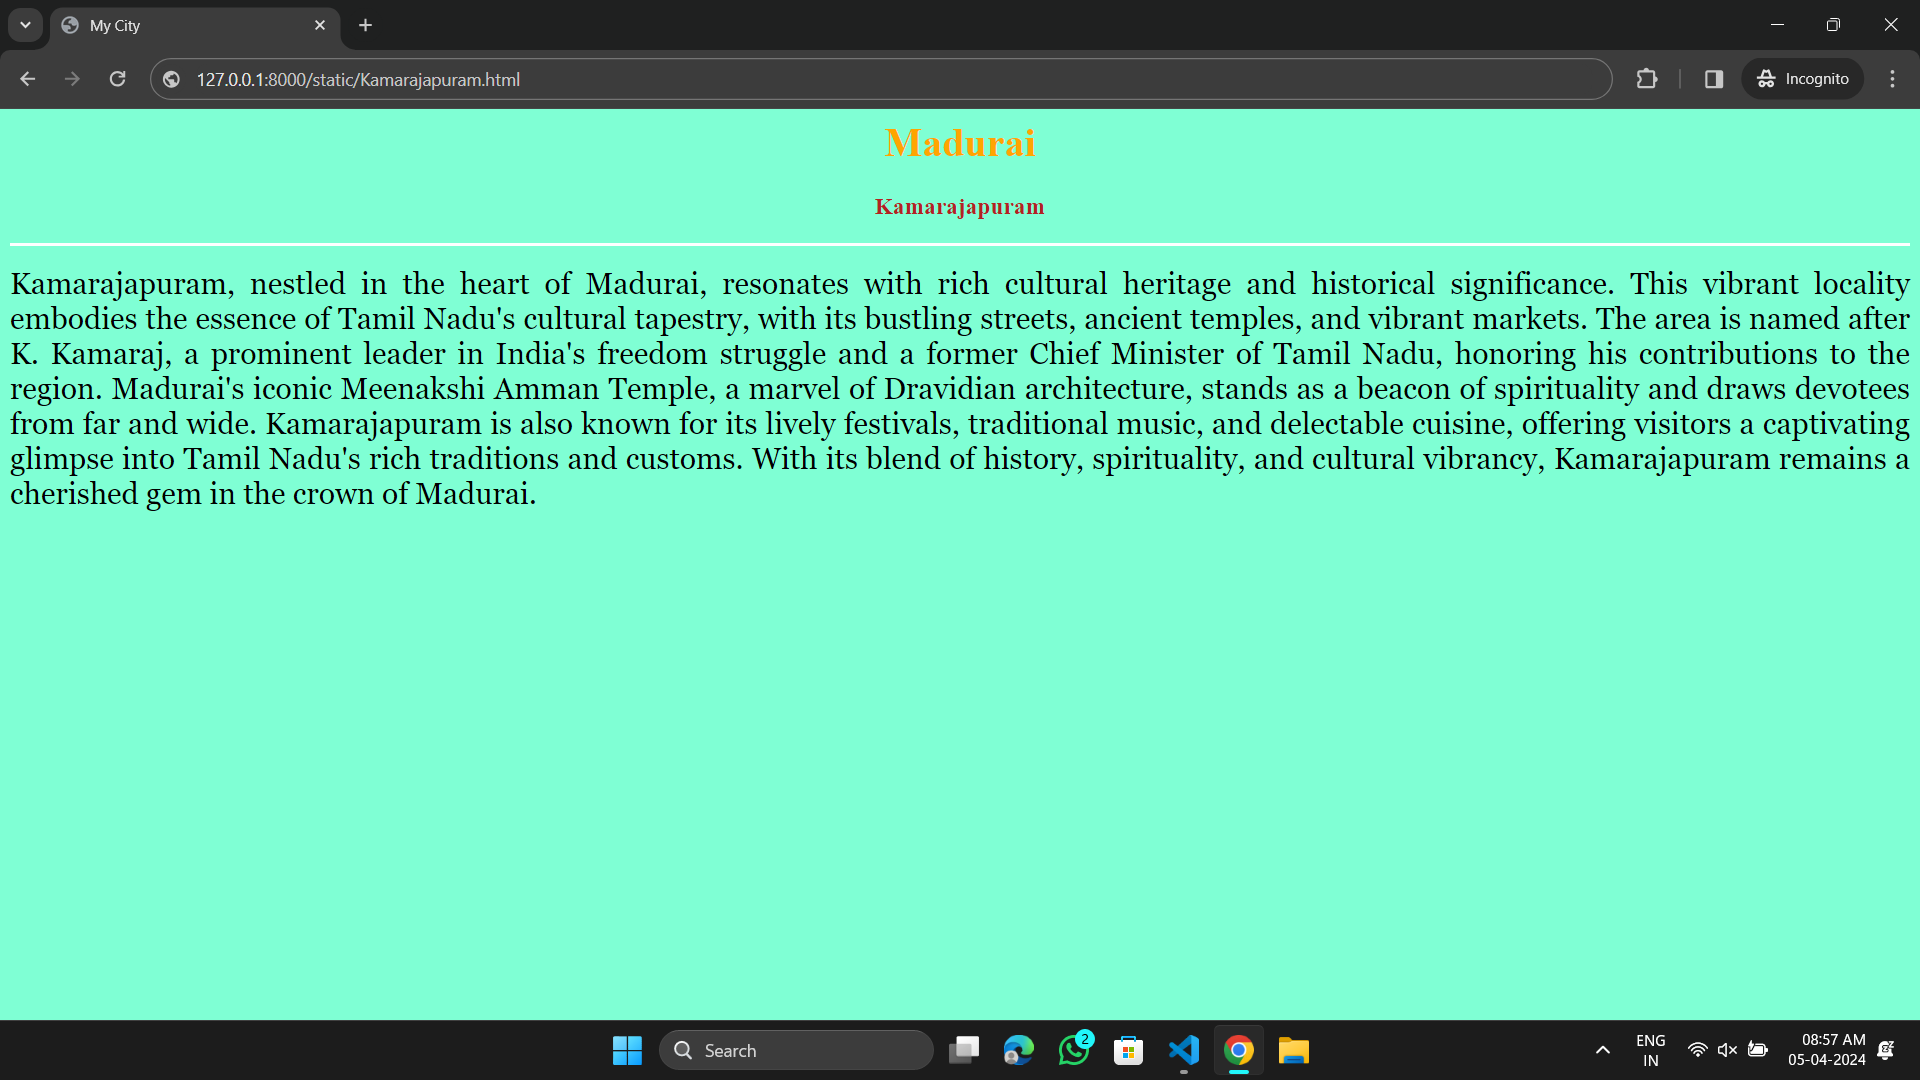 My City
127.0.0.1:8000/static/Kamarajapuram.html
Incognito
Madurai
Kamarajapuram
Kamarajapuram, nestled in the heart of Madurai, resonates with rich cultural heritage and historical significance. This vibrant locality
embodies the essence of Tamil Nadu's cultural tapestry, with its bustling streets, ancient temples, and vibrant markets. The area is named after
K. Kamaraj, a prominent leader in India's freedom struggle and a former Chief Minister of Tamil Nadu, honoring his contributions to the
region. Madurai's iconic Meenakshi Amman Temple, a marvel of Dravidian architecture, stands as a beacon of spirituality and draws devotees
from far and wide. Kamarajapuram is also known for its lively festivals, traditional music, and delectable cuisine, offering visitors a captivating
glimpse into Tamil Nadu's rich traditions and customs. With its blend of history, spirituality, and cultural vibrancy, Kamarajapuram remains a
cherished gem in the crown of Madurai.
Search
2
ENG
IN
08:57 AM
05-04-2024